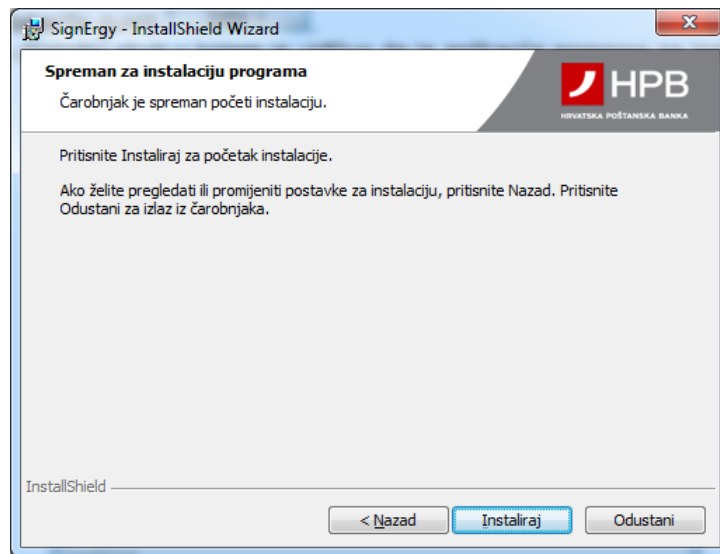 SignErgy - InstallShield Wizard
Spreman za instalaciju programa
Čarobnjak je spreman početi instalaciju.
HPB
HRVATSKA POŠTANSKA BANKA
Pritisnite Instaliraj za početak instalacije.
Ako želite pregledati ili promijeniti postavke za instalaciju, pritisnite Nazad. Pritisnite
Odustani za izlaz iz čarobnjaka.
InstallShield
< Nazad
Instaliraj
Odustani